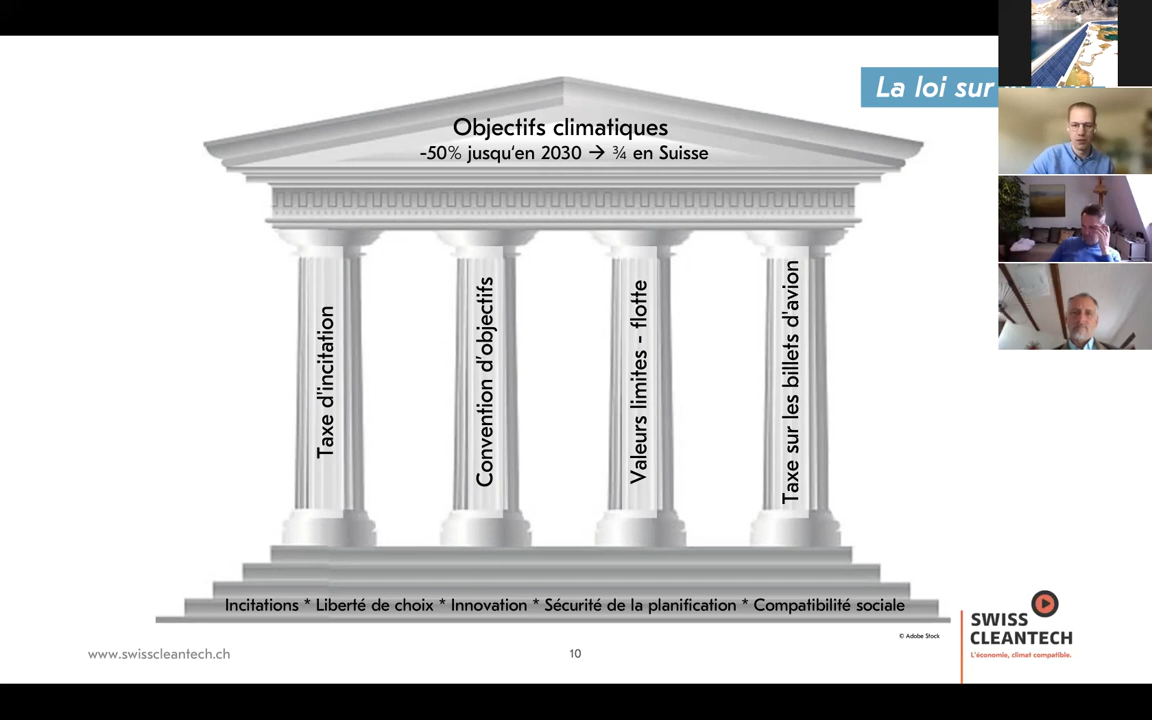 La loi sur
Objectifs climatiques
-50% jusqu‘en 2030 → ¾ en Suisse
Taxe d'incitation
Convention d’objectifs
Valeurs limites - flotte
Taxe sur les billets d'avion
Incitations * Liberté de choix * Innovation * Sécurité de la planification * Compatibilité sociale
© Adobe Stock
www.swisscleantech.ch
10
SWISS
CLEANTECH
L'économie, climat compatible.